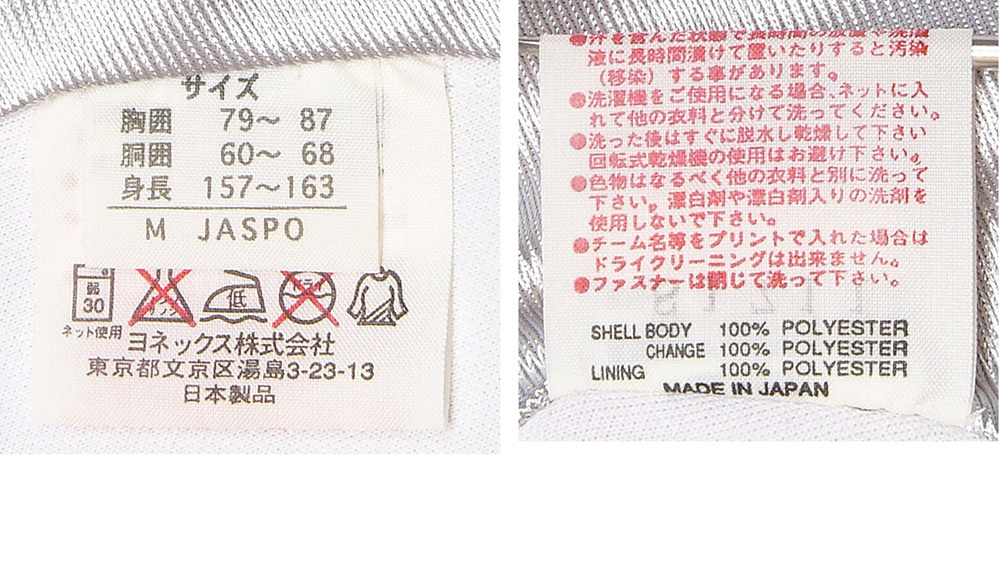 サイズ
胸囲 79～ 87
胴囲 60～ 68
身長 157～163
M JASPO
弱
30
低
ネット使用
ヨネックス株式会社
東京都文京区湯島3-23-13
日本製品
液に長時間漬けて置いたりすると汚染
（移染）する事があります。
●洗濯機をご使用になる場合、ネットに入
れて他の衣料と分けて洗ってください。
●洗った後はすぐに脱水し乾燥して下さい
回転式乾燥機の使用はお避け下さい。
●色物はなるべく他の衣料と別に洗って
下さい。漂白剤や漂白剤入りの洗剤を
使用しないで下さい。
●チーム名等をプリントで入れた場合は
ドライクリーニングは出来ません。
●ファスナーは閉じて洗って下さい。
SHELL BODY 100% POLYESTER
CHANGE 100% POLYESTER
LINING 100% POLYESTER
MADE IN JAPAN